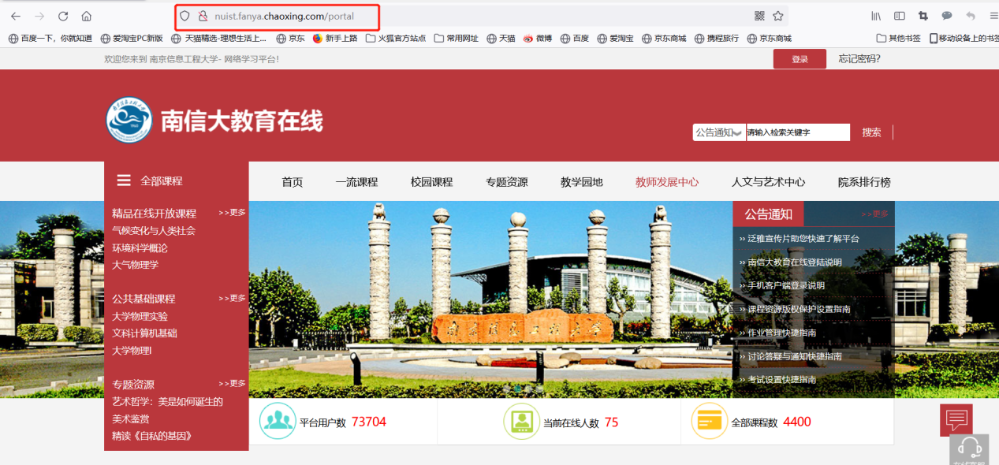 nuist.fanya.chaoxing.com/portal
百度一下，你就知道 爱淘宝PC新版 天猫精选-理想生活上... 京东 新手上路 火狐官方站点 常用网址 天猫 微博 百度 爱淘宝 京东商城 携程旅行 京东商城 其他书签 移动设备上的书签
欢迎您来到 南京信息工程大学- 网络学习平台！ 登录 忘记密码?
南信大教育在线
公告通知 请输入检索关键字 搜索
全部课程 首页 一流课程 校园课程 专题资源 教学园地 教师发展中心 人文与艺术中心 院系排行榜
精品在线开放课程 >>更多
气候变化与人类社会
环境科学概论
大气物理学
公共基础课程 >>更多
大学物理实验
文科计算机基础
大学物理I
专题资源 >>更多
艺术哲学：美是如何诞生的
美术鉴赏
精读《自私的基因》
公告通知 >>更多
›› 泛雅宣传片助您快速了解平台
›› 南信大教育在线登陆说明
›› 手机客户端登录说明
›› 课程资源版权保护设置指南
›› 作业管理快捷指南
›› 讨论答疑与通知快捷指南
›› 考试设置快捷指南
平台用户数 73704 当前在线人数 75 全部课程数 4400